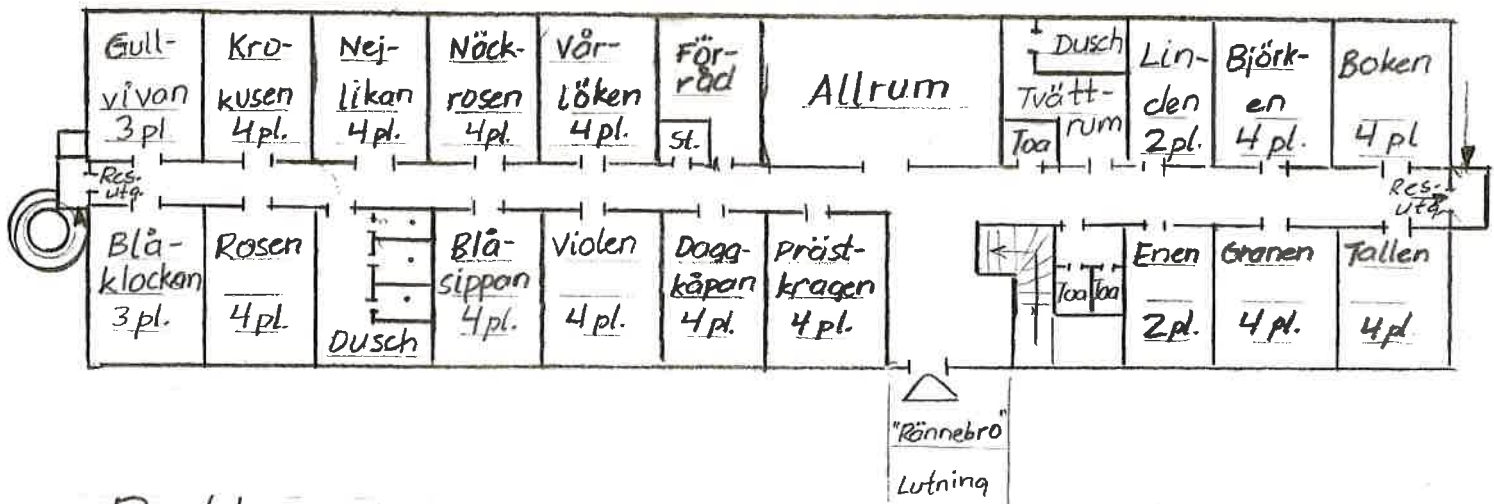 Gull-
vivan
3 pl
Kro-
kusen
4 pl.
Nej-
likan
4 pl.
Näck-
rosen
4 pl.
Vår-
löken
4 pl.
För-
råd
St.
Allrum
Dusch
Tvätt-
rum
Toa
Lin-
den
2 pl.
Björk-
en
4 pl.
Boken
4 pl
Res.
utg.
Res-
utg
Blå-
klockan
3 pl.
Rosen
4 pl.
Dusch
Blå-
sippan
4 pl.
Violen
4 pl.
Dagg-
kåpan
4 pl.
Präst-
kragen
4 pl.
Toa
Toa
Enen
2 pl.
Granen
4 pl.
Tallen
4 pl
"Rönnebro"
Lutning